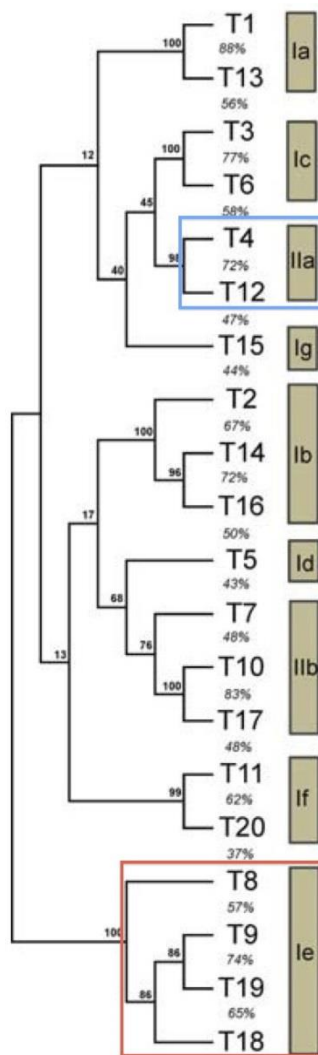 T1
100
88%
Ia
T13
56%
T3
12
100
77%
Ic
T6
45
58%
T4
98
72%
IIa
40
T12
47%
T15
Ig
44%
T2
67%
100
T14
72%
Ib
96
T16
50%
17
T5
Id
43%
68
T7
48%
76
T10
IIb
83%
100
T17
13
48%
T11
99
62%
If
T20
37%
T8
100
57%
T9
86
74%
Ie
T19
86
65%
T18